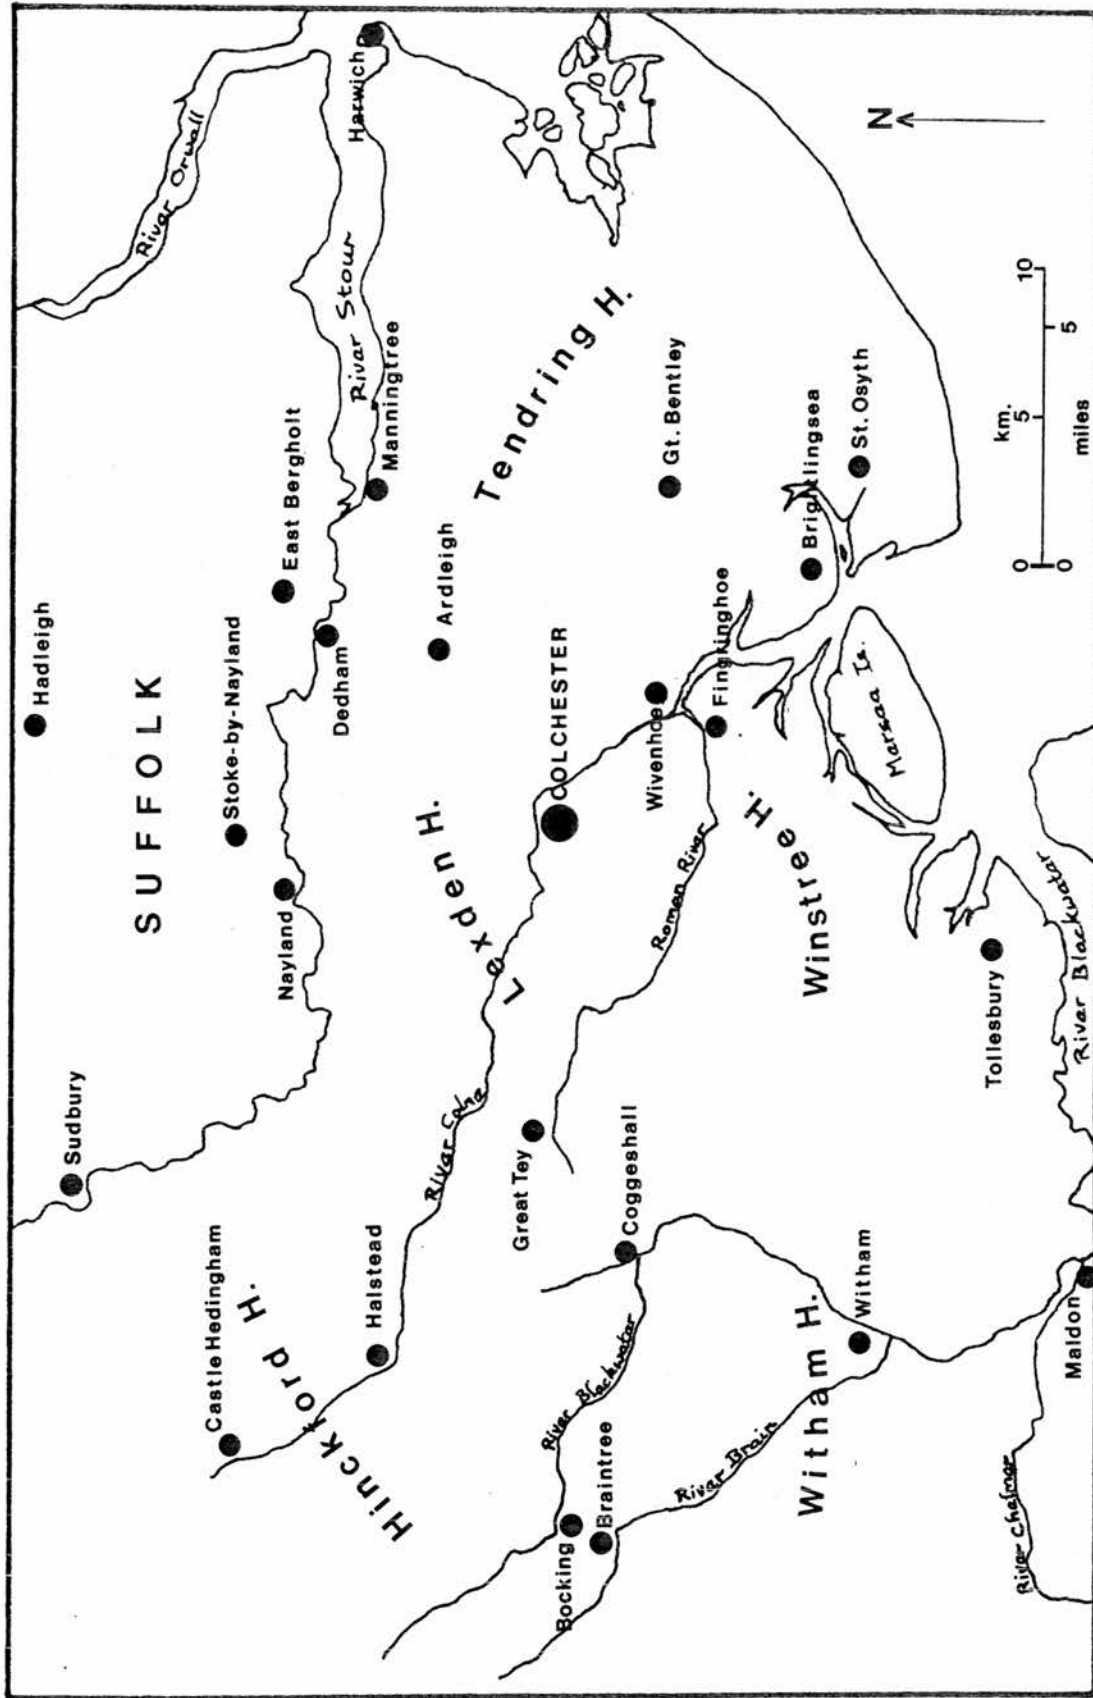 Hadleigh
SUFFOLK
Sudbury
River Orwell
Stoke-by-Nayland
East Bergholt
Castle Hedingham
Nayland
Dedham
River Stour
Harwich
Manningtree
Hinckford H.
Halstead
Ardleigh
Lexden H.
River Colne
Tendring H.
COLCHESTER
Great Tey
Bocking
Braintree
River Blackwater
Coggeshall
Wivenhoe
Roman River
Fingringhoe
Gt. Bentley
River Brain
Winstree H.
Brightlingsea
St. Osyth
Witham H.
Witham
Mersea Is.
N
Tollesbury
River Blackwater
River Chelmer
Maldon
km.
0 5 10
0 5
miles